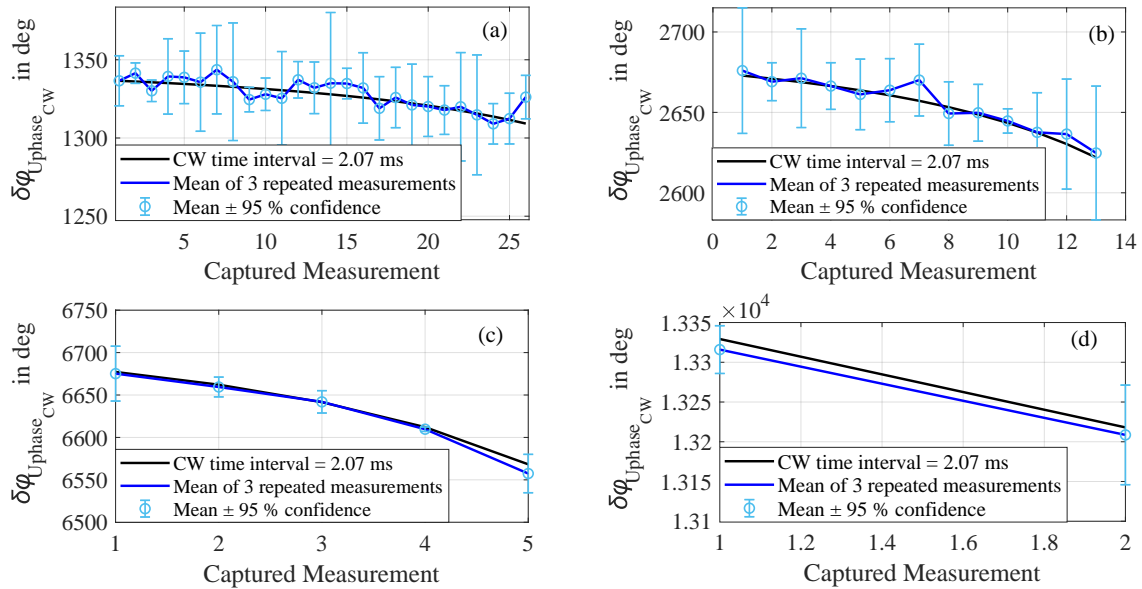 (a)
1350
1300
1250
δφ_Uphase_CW in deg
CW time interval = 2.07 ms
Mean of 3 repeated measurements
Mean ± 95 % confidence
5 10 15 20 25
Captured Measurement
(b)
2700
2650
2600
δφ_Uphase_CW in deg
CW time interval = 2.07 ms
Mean of 3 repeated measurements
Mean ± 95 % confidence
0 2 4 6 8 10 12 14
Captured Measurement
(c)
6750
6700
6650
6600
6550
6500
δφ_Uphase_CW in deg
CW time interval = 2.07 ms
Mean of 3 repeated measurements
Mean ± 95 % confidence
1 2 3 4 5
Captured Measurement
×10⁴
(d)
1.335
1.33
1.325
1.32
1.315
1.31
δφ_Uphase_CW in deg
CW time interval = 2.07 ms
Mean of 3 repeated measurements
Mean ± 95 % confidence
1 1.2 1.4 1.6 1.8 2
Captured Measurement